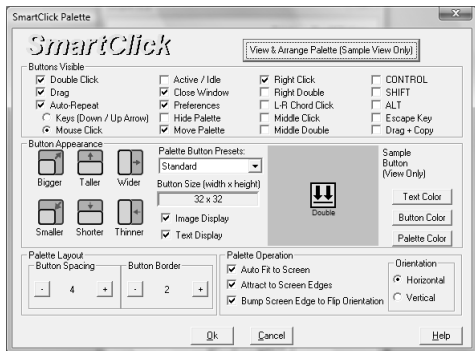 SmartClick Palette
SmartClick
View & Arrange Palette (Sample View Only)
Buttons Visible
Double Click
Drag
Auto-Repeat
Keys (Down / Up Arrow)
Mouse Click
Active / Idle
Close Window
Preferences
Hide Palette
Move Palette
Right Click
Right Double
L-R Chord Click
Middle Click
Middle Double
CONTROL
SHIFT
ALT
Escape Key
Drag + Copy
Button Appearance
Bigger Taller Wider
Smaller Shorter Thinner
Palette Button Presets:
Standard
Button Size (width x height)
32 x 32
Image Display
Text Display
Double
Sample
Button
(View Only)
Text Color
Button Color
Palette Color
Palette Layout
Button Spacing
- 4 +
Button Border
- 2 +
Palette Operation
Auto Fit to Screen
Attract to Screen Edges
Bump Screen Edge to Flip Orientation
Orientation
Horizontal
Vertical
Ok Cancel Help